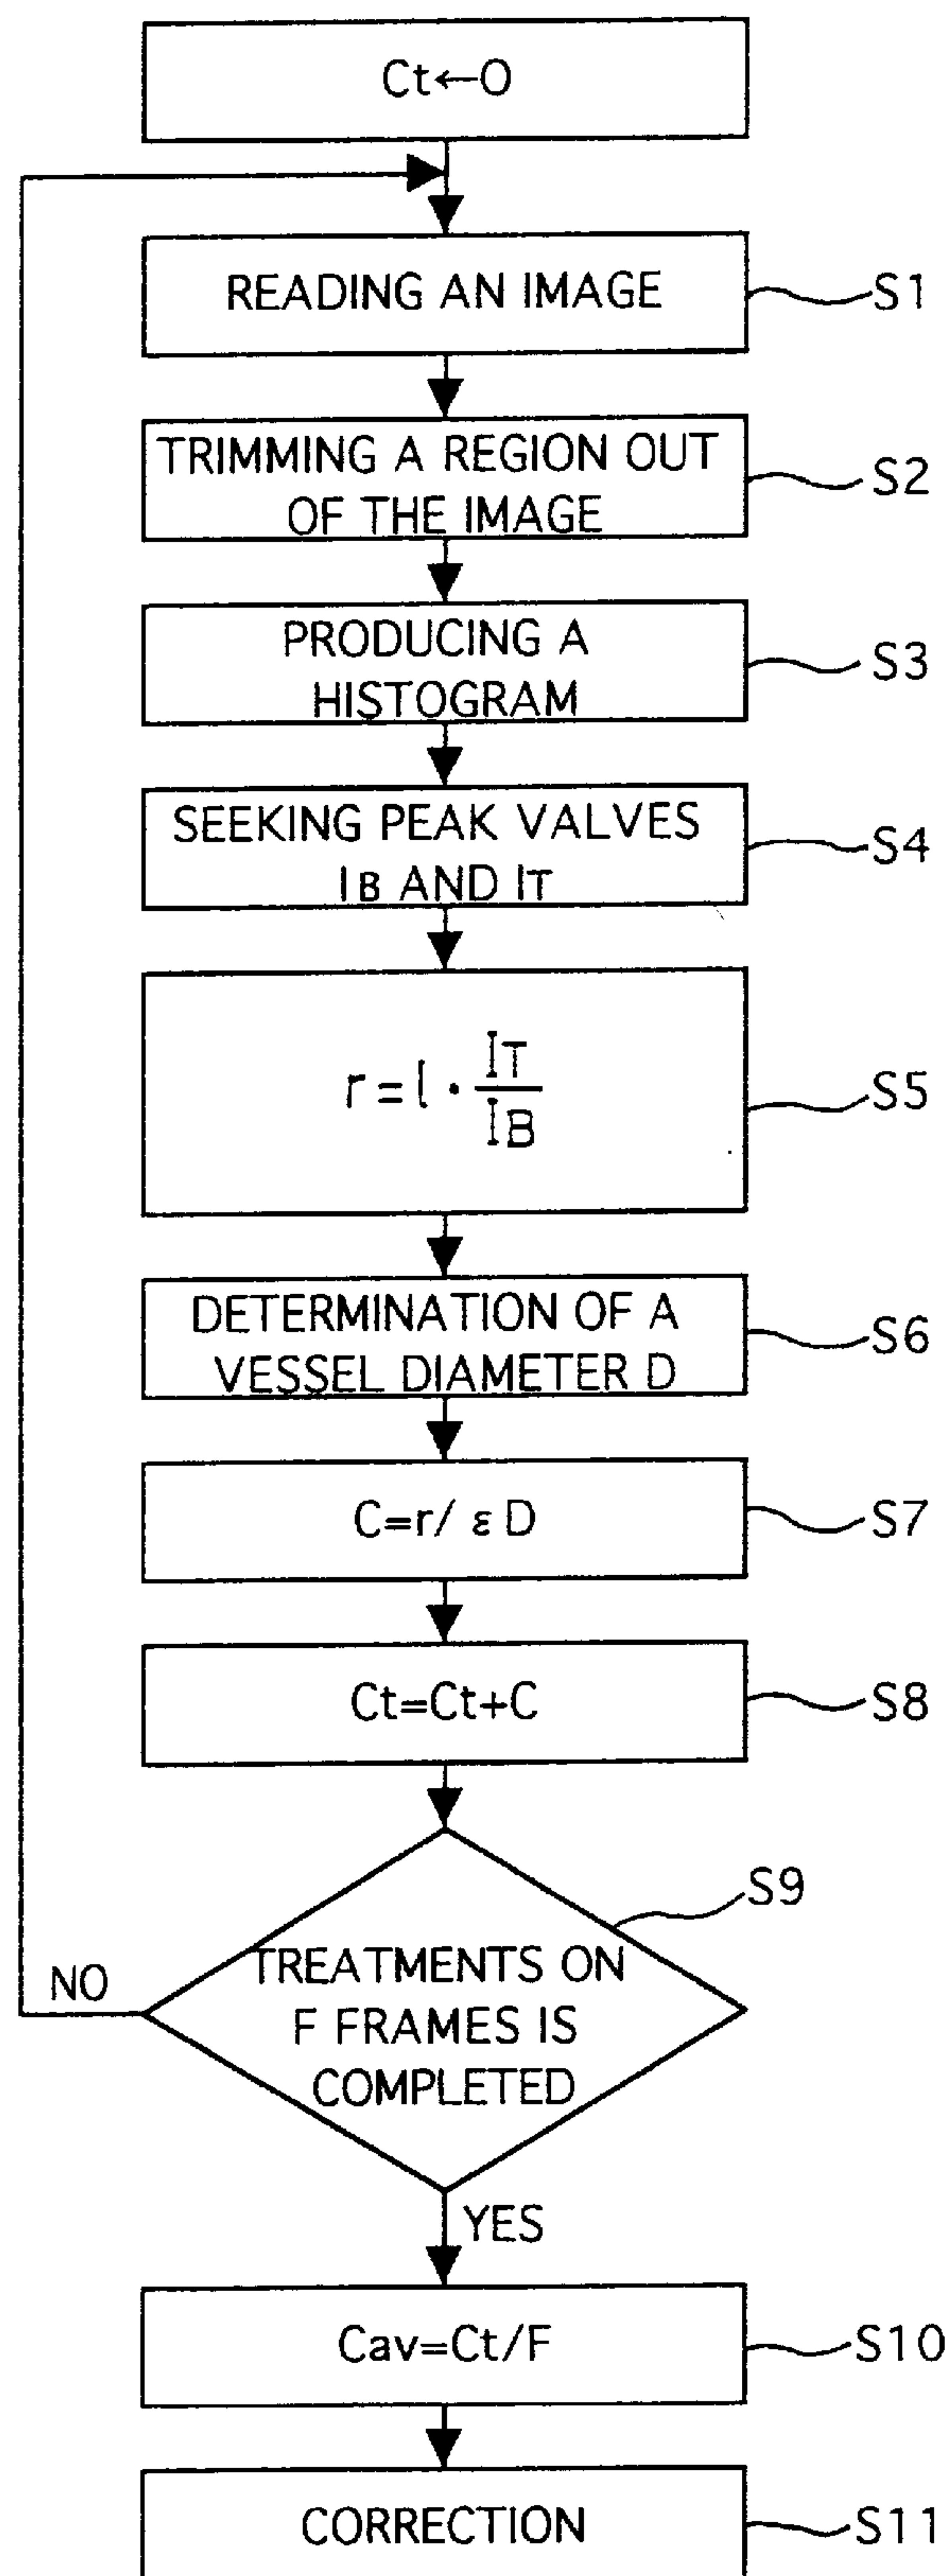 Ct←O
READING AN IMAGE
S1
TRIMMING A REGION OUT
OF THE IMAGE
S2
PRODUCING A
HISTOGRAM
S3
SEEKING PEAK VALVES
IB AND IT
S4
r=l·IT/IB
S5
DETERMINATION OF A
VESSEL DIAMETER D
S6
C=r/ εD
S7
Ct=Ct+C
S8
S9
TREATMENTS ON
F FRAMES IS
COMPLETED
NO
YES
Cav=Ct/F
S10
CORRECTION
S11